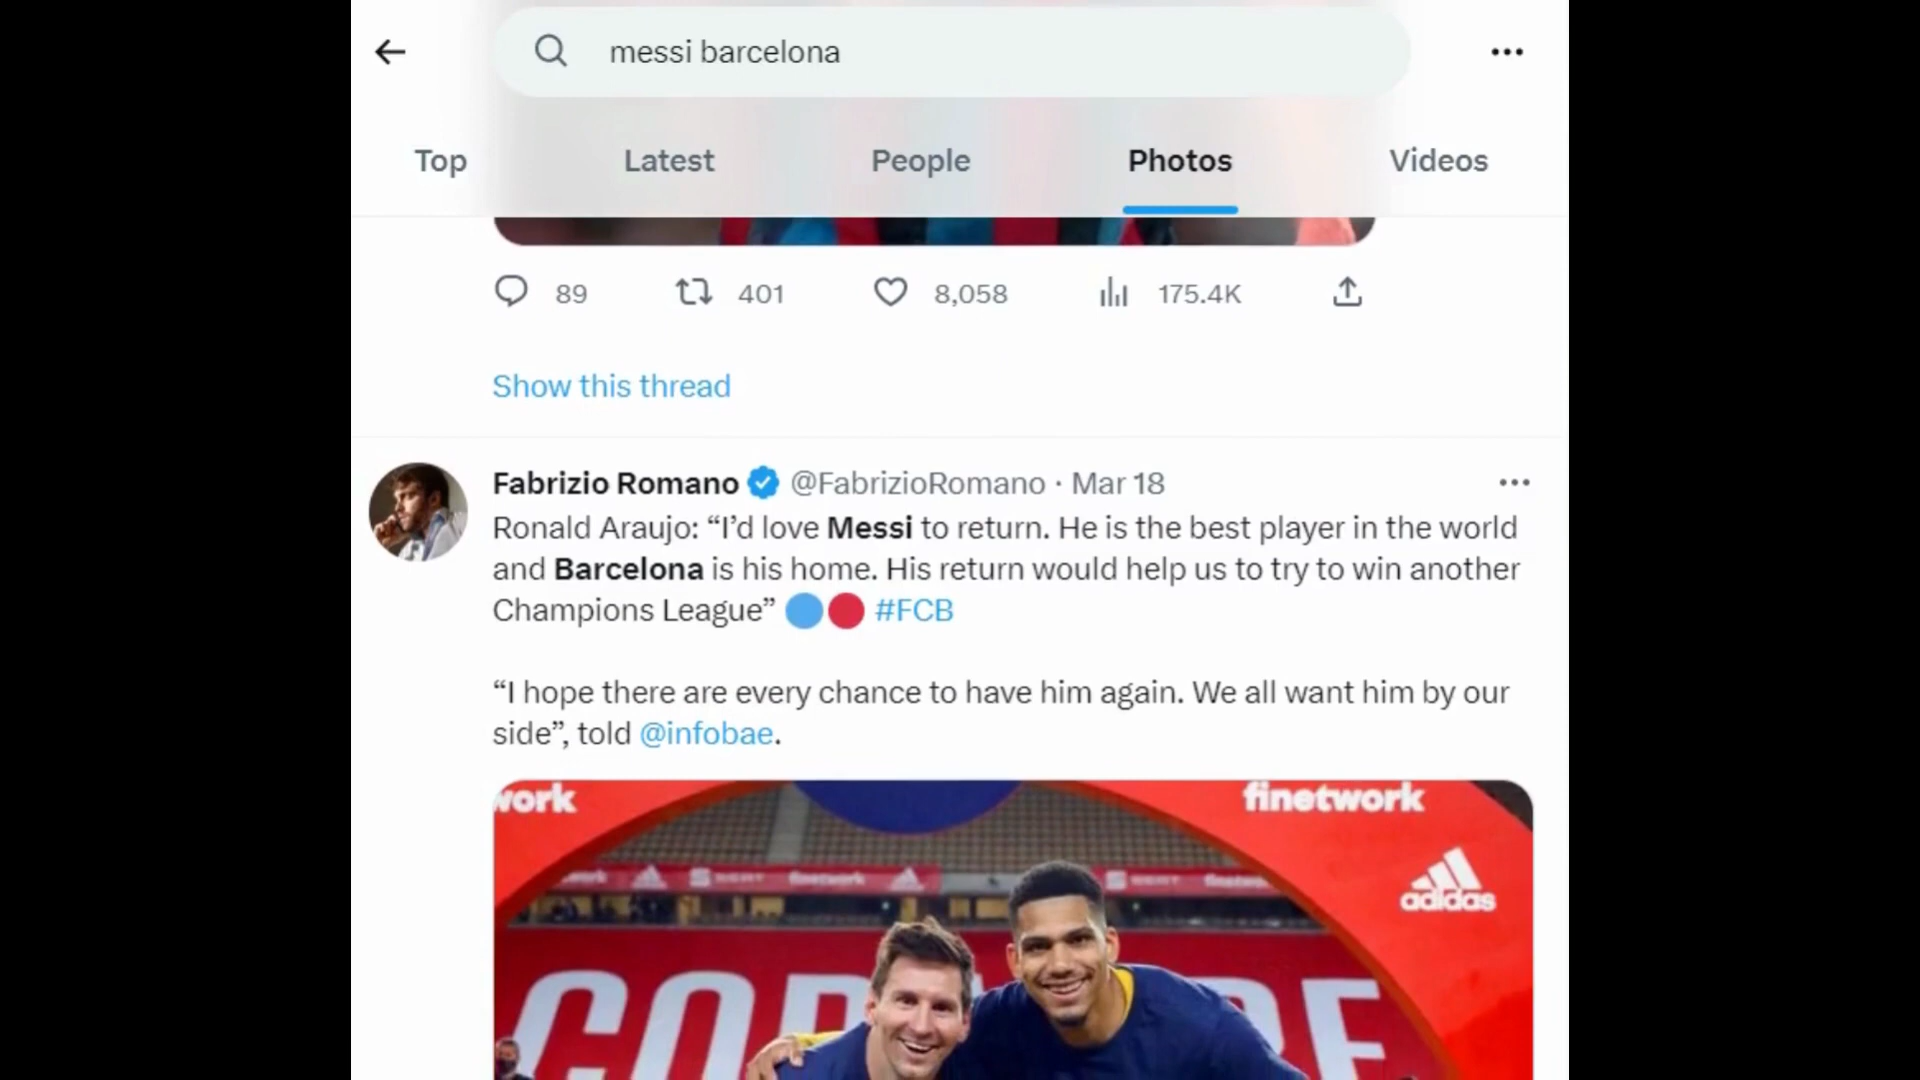 messi barcelona
Top Latest People Photos Videos
89 401 8,058 175.4K
Show this thread
Fabrizio Romano @FabrizioRomano · Mar 18
Ronald Araujo: “I’d love Messi to return. He is the best player in the world
and Barcelona is his home. His return would help us to try to win another
Champions League” #FCB
“I hope there are every chance to have him again. We all want him by our
side”, told @infobae.
work finetwork
adidas
finetwork